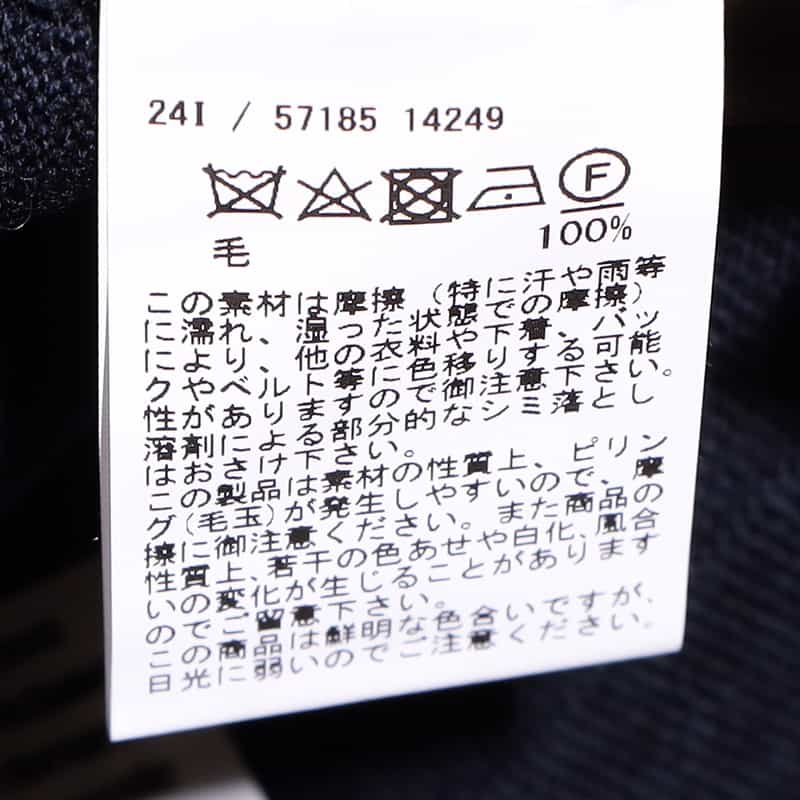 24I / 57185 14249
F
毛 100%
この素材は摩擦(特に汗や雨等
に濡れ、湿った状態での摩擦)
により、他の衣料や下着、バッ
クやベルト等に色移りする可能
性がありますので御注意下さい。
溶剤による部分的なシミ落とし
はおさけ下さい。
この製品は素材の性質上、ピリン
グ(毛玉)が発生しやすいので、摩
擦に御注意ください。また商品の
性質上、若干の色あせや白化、風合
いの変化が生じることがあります
のでご留意下さい。
この商品は鮮明な色合いですが、
日光に弱いのでご注意ください。